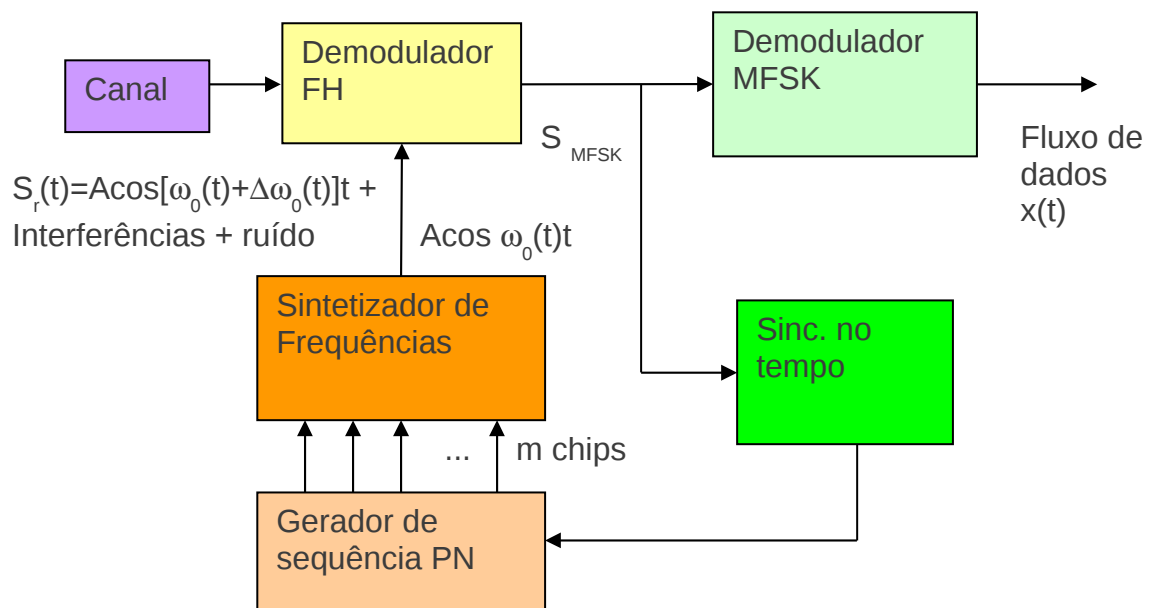 Canal
Demodulador
FH
Demodulador
MFSK
S MFSK
Fluxo de
dados
x(t)
Sr(t)=Acos[ω0(t)+Δω0(t)]t +
Interferências + ruído
Acos ω0(t)t
Sintetizador de
Frequências
Sinc. no
tempo
... m chips
Gerador de
sequência PN